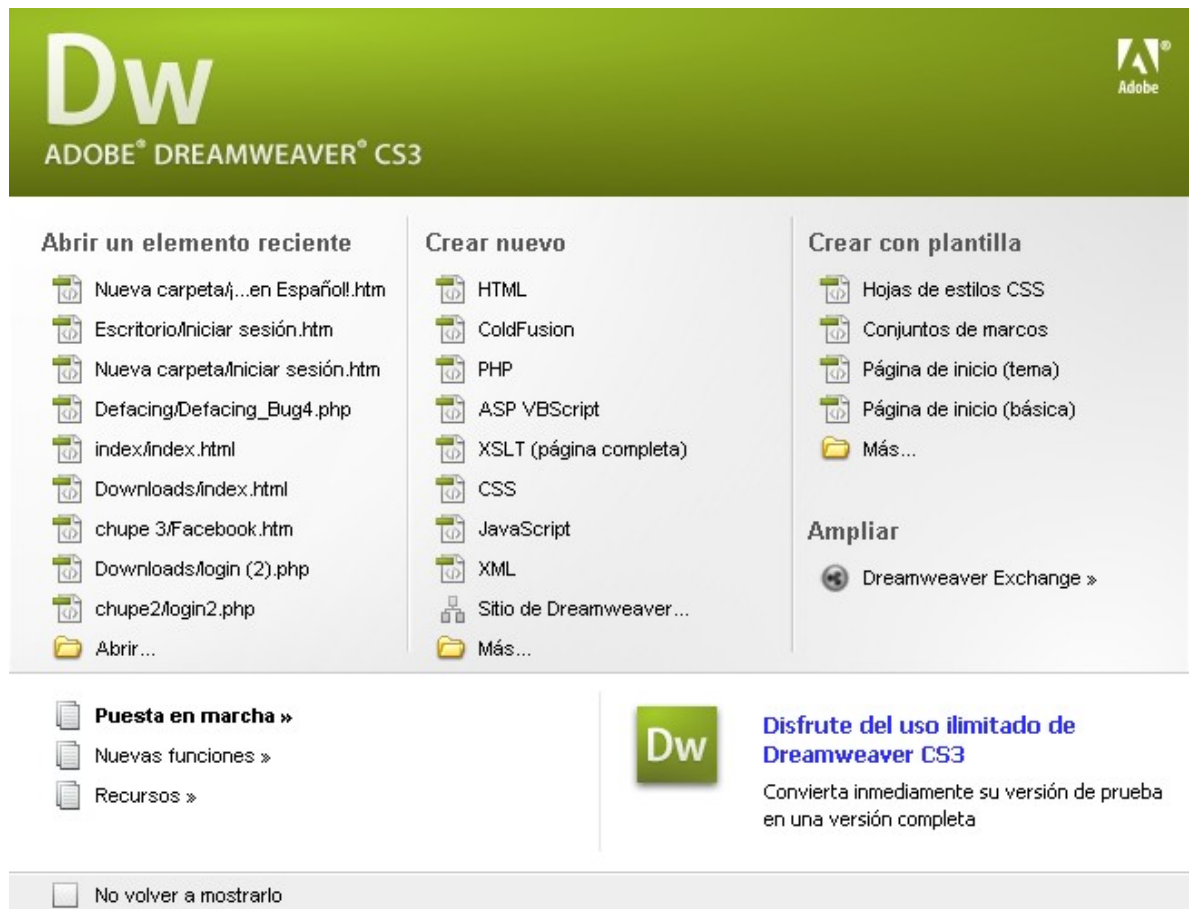 Dw
ADOBE® DREAMWEAVER® CS3
Adobe®
Abrir un elemento reciente
Nueva carpeta/j...en Español!.htm
Escritorio/Iniciar sesión.htm
Nueva carpeta/Iniciar sesión.htm
Defacing/Defacing_Bug4.php
index/index.html
Downloads/index.html
chupe 3/Facebook.htm
Downloads/login (2).php
chupe2/login2.php
Abrir...
Crear nuevo
HTML
ColdFusion
PHP
ASP VBScript
XSLT (página completa)
CSS
JavaScript
XML
Sitio de Dreamweaver...
Más...
Crear con plantilla
Hojas de estilos CSS
Conjuntos de marcos
Página de inicio (tema)
Página de inicio (básica)
Más...
Ampliar
Dreamweaver Exchange »
Puesta en marcha »
Nuevas funciones »
Recursos »
Dw
Disfrute del uso ilimitado de
Dreamweaver CS3
Convierta inmediatamente su versión de prueba
en una versión completa
No volver a mostrarlo